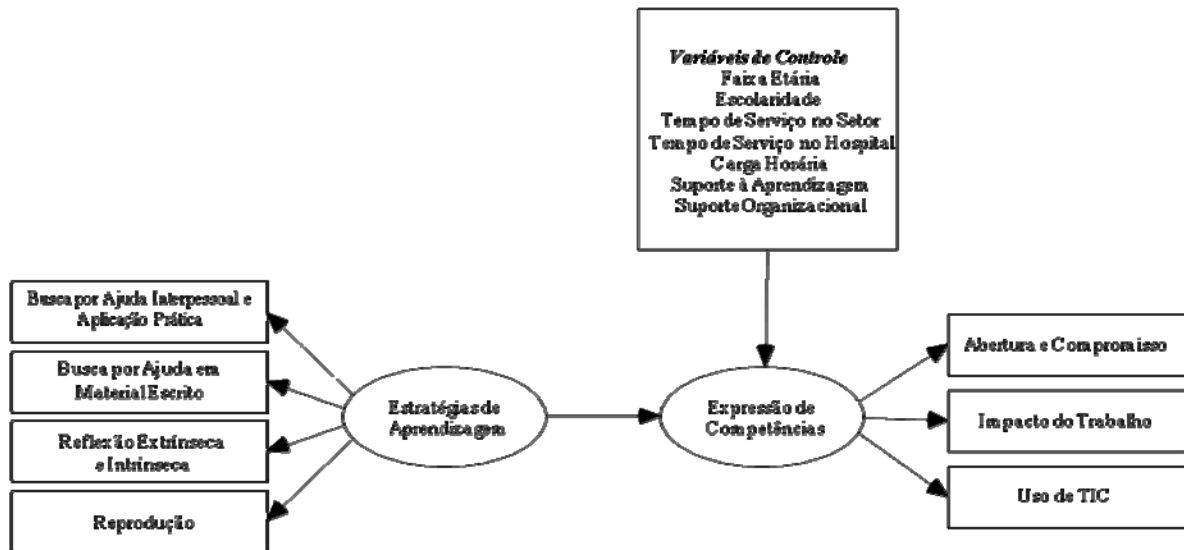 Variáveis de Controle
Faixa Etária
Escolaridade
Tempo de Serviço no Setor
Tempo de Serviço no Hospital
Carga Horária
Suporte à Aprendizagem
Suporte Organizacional
Busca por Ajuda Interpessoal e
Aplicação Prática
Busca por Ajuda em
Material Escrito
Reflexão Extrínseca
e Intrínseca
Reprodução
Estratégias de
Aprendizagem
Expressão de
Competências
Abertura e Compromisso
Impacto do Trabalho
Uso de TIC